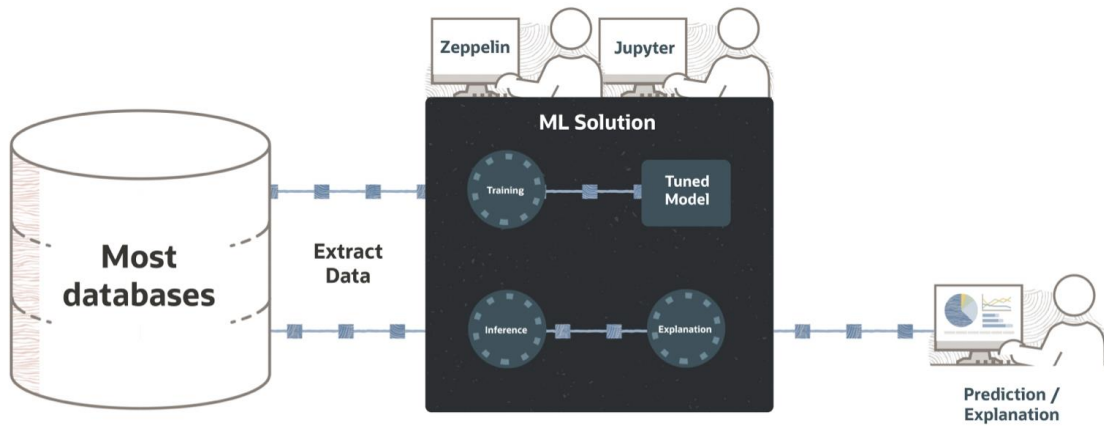 Zeppelin
Jupyter
ML Solution
Training
Tuned
Model
Most
databases
Extract
Data
Inference
Explanation
Prediction /
Explanation